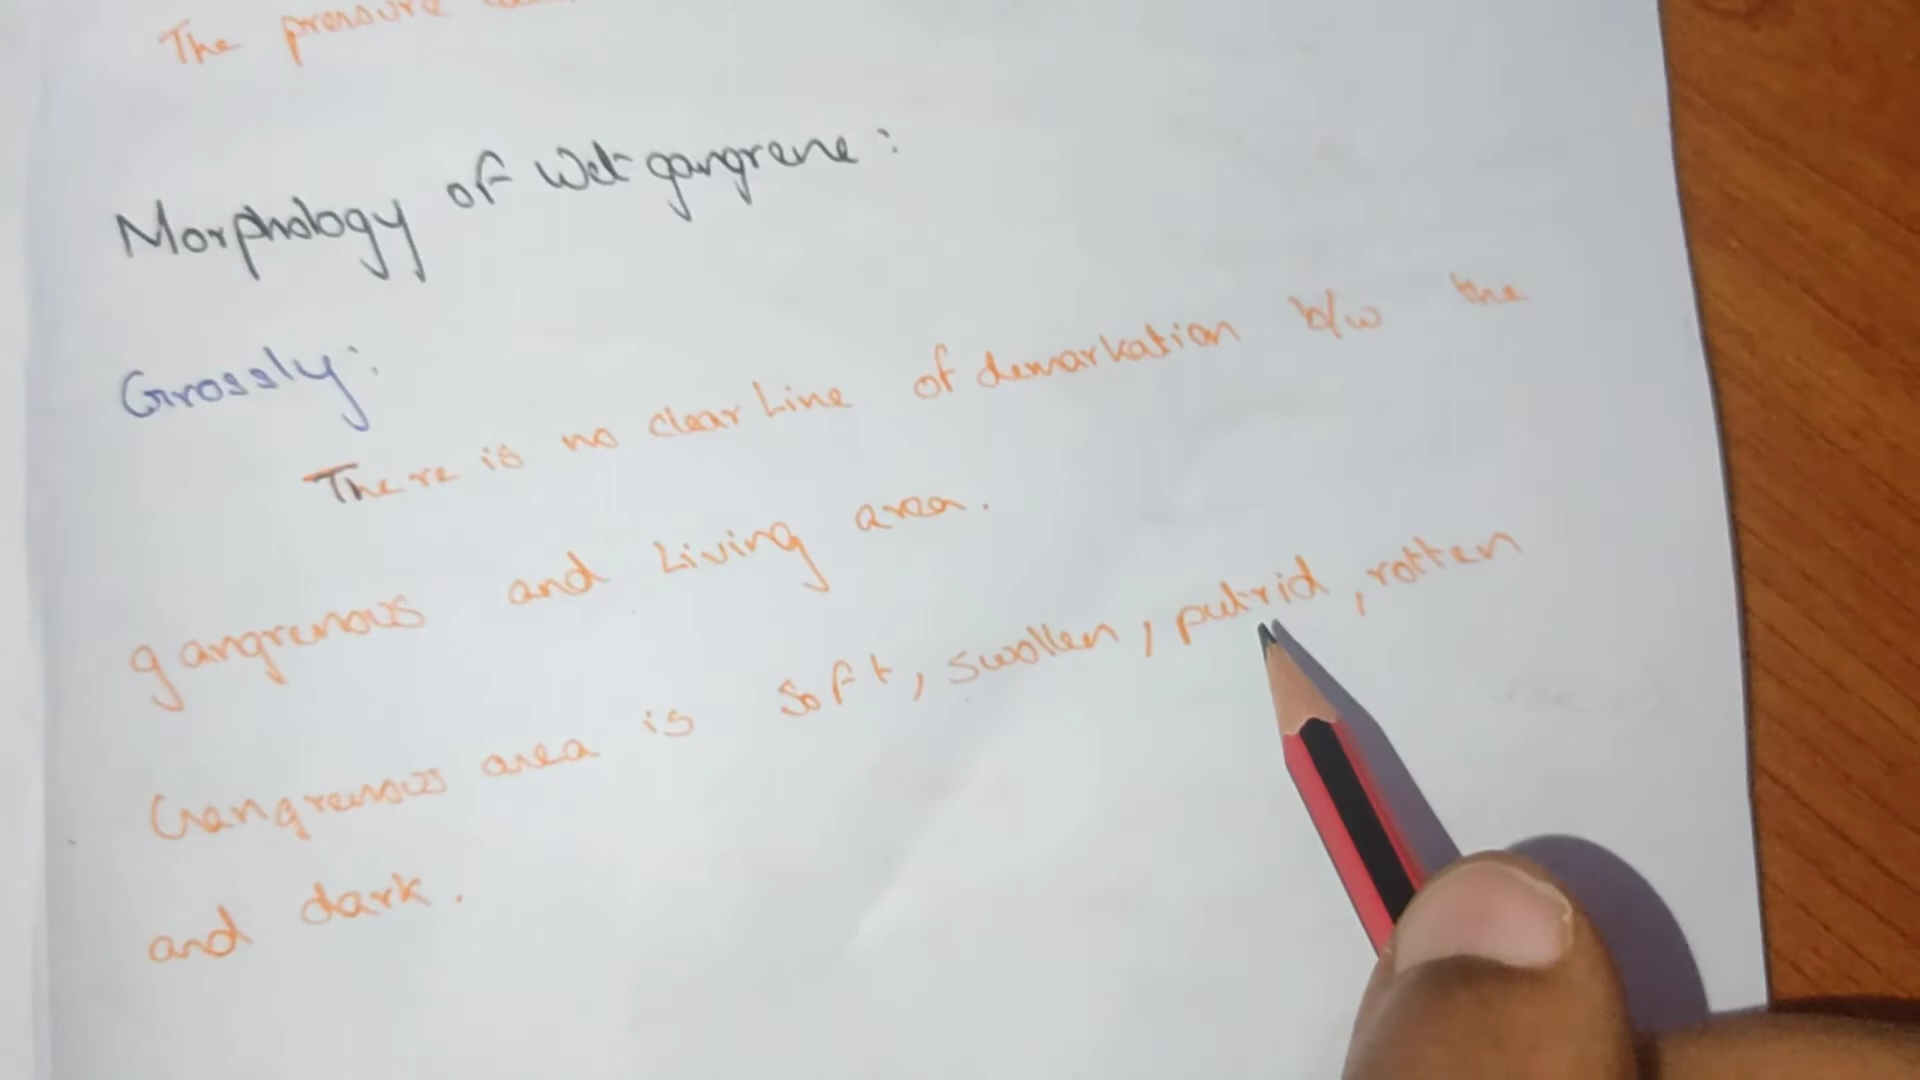 The pressure
Morphology of Wet gangrene:
Grossly:
There is no clear Line of demarkation b/w the
gangrenous and Living area.
Gangrenous area is soft, swollen, putrid, rotten
and dark.